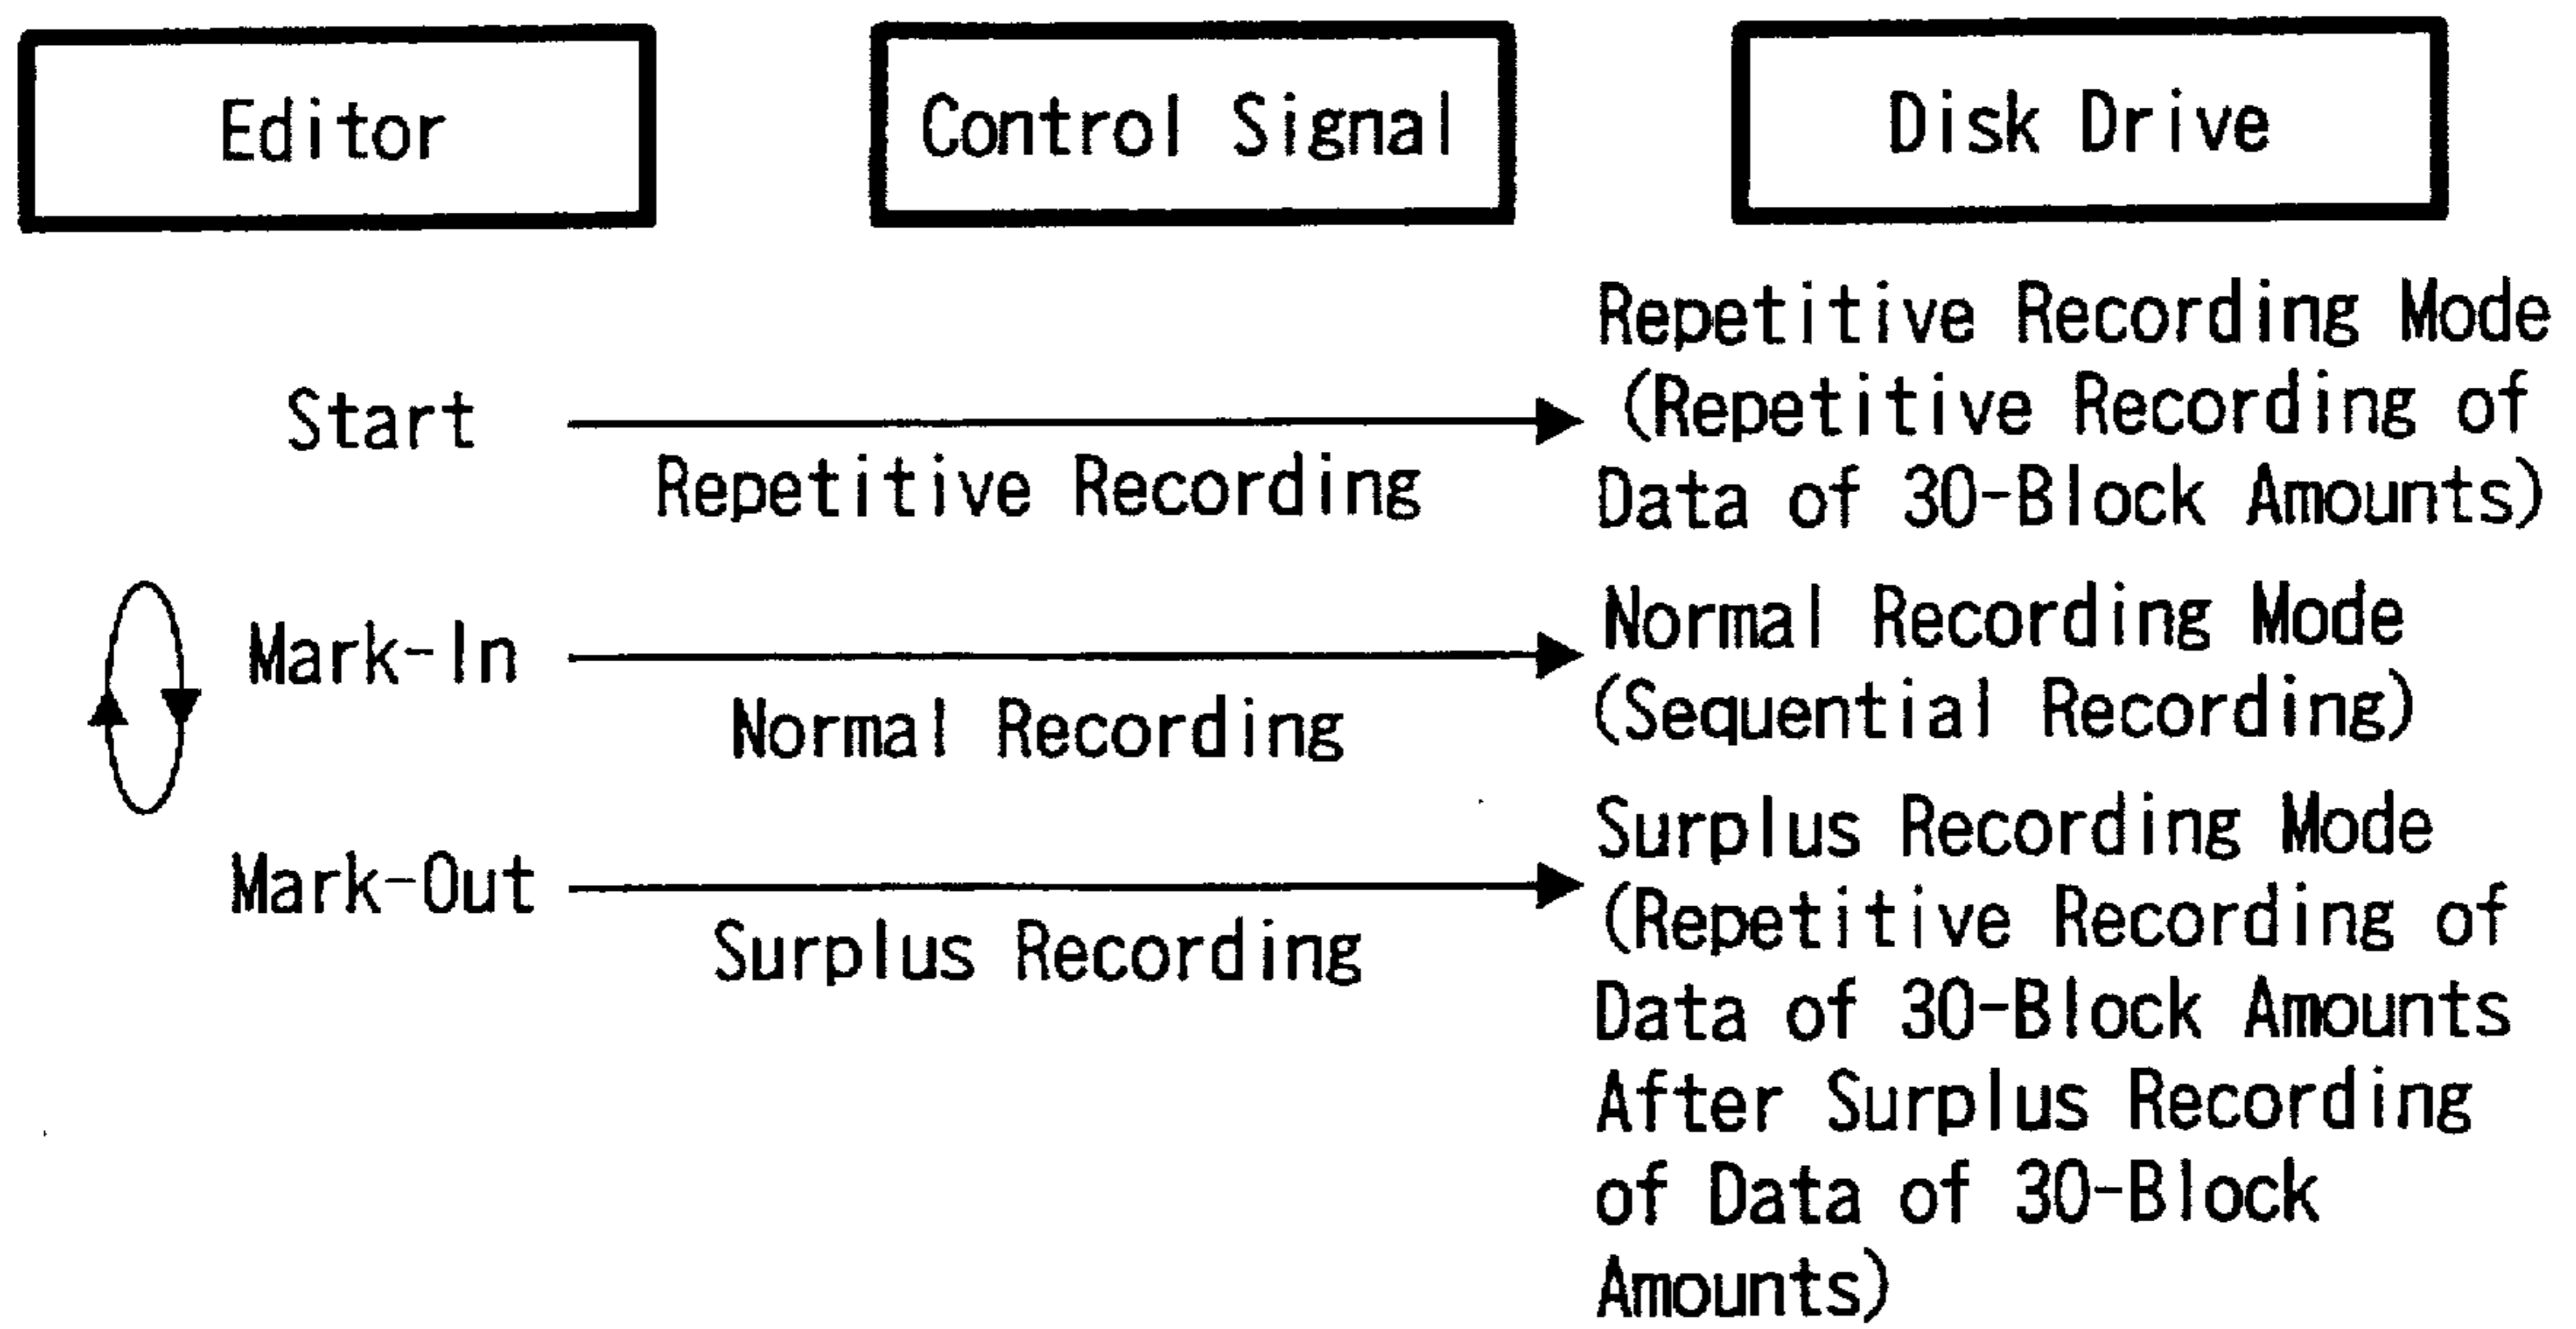 Editor
Control Signal
Disk Drive
Start
Repetitive Recording
Repetitive Recording Mode
(Repetitive Recording of
Data of 30-Block Amounts)
Mark-In
Normal Recording
Normal Recording Mode
(Sequential Recording)
Mark-Out
Surplus Recording
Surplus Recording Mode
(Repetitive Recording of
Data of 30-Block Amounts
After Surplus Recording
of Data of 30-Block
Amounts)